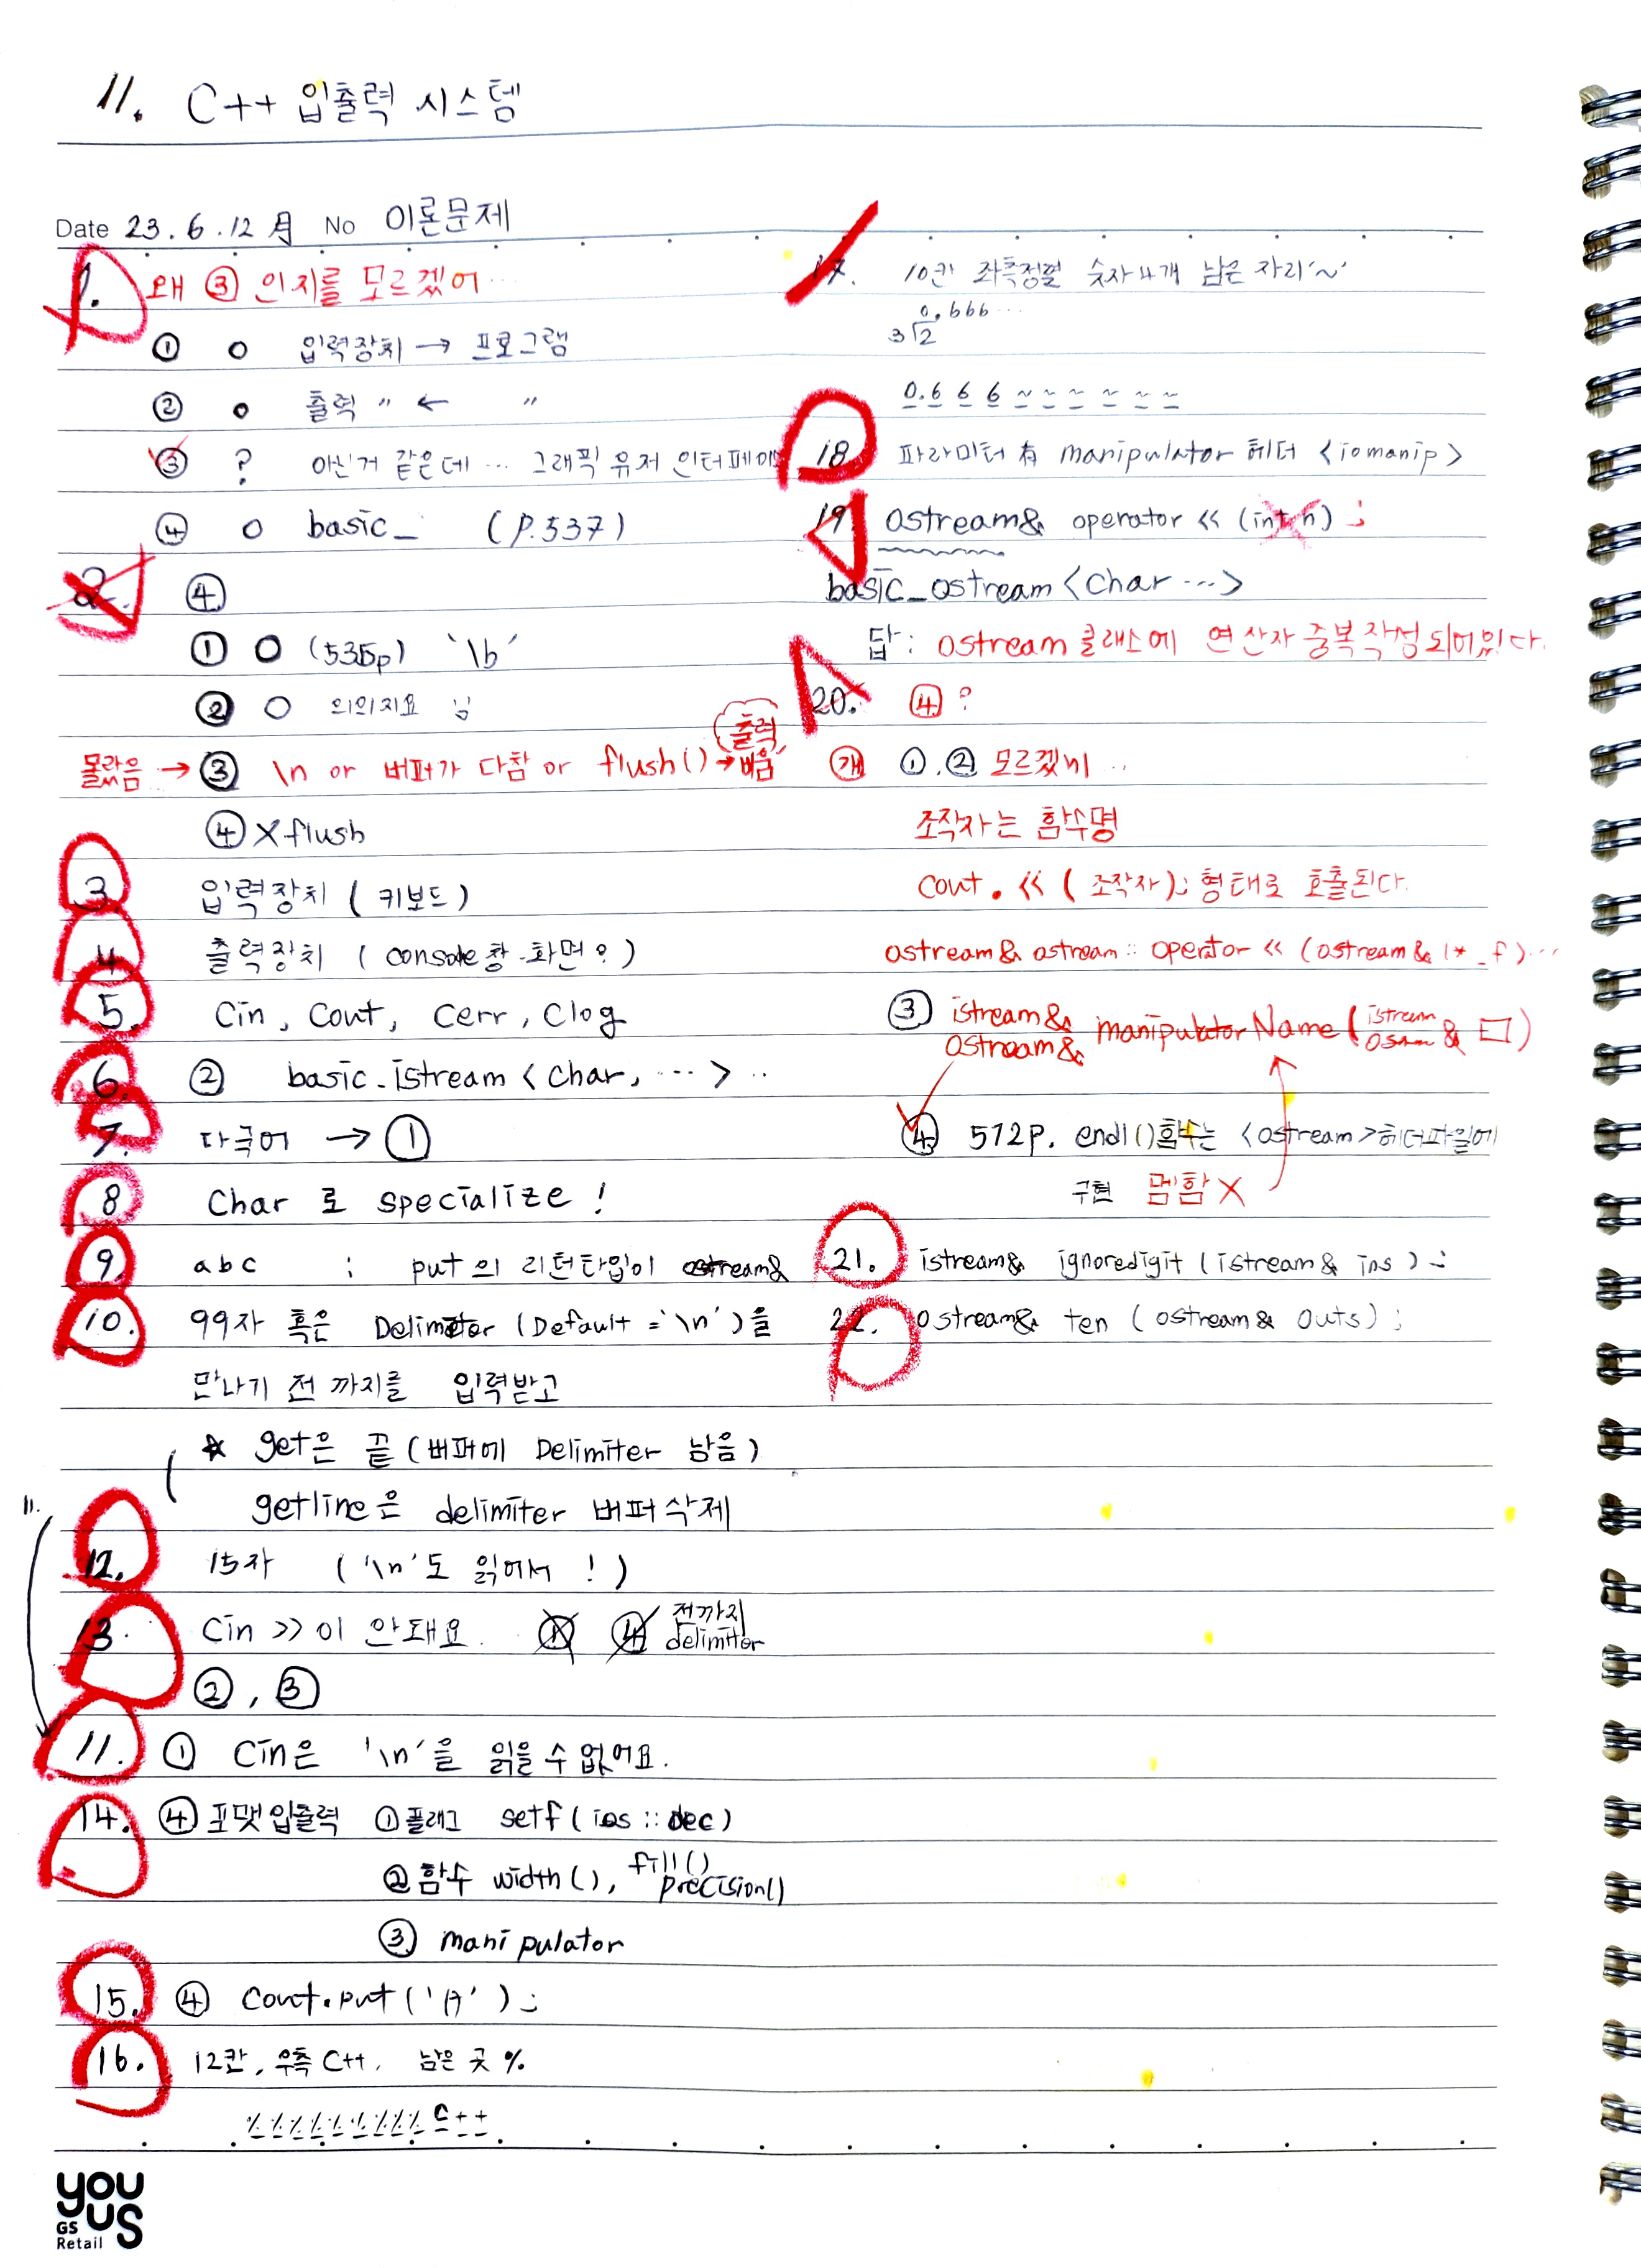 11. C++ 입출력 시스템
Date 23.6.12月 No 이론문제
1. 왜 ③ 인지를 모르겠어...
① O 입력장치 → 프로그램
② O 출력 〃 ← 〃
③ ? 아닌거 같은데... 그래픽 유저 인터페이스
④ O basic_ (P.537)
2. ④
① O (535p) '\b'
② O
몰랐음 → ③ \n or 버퍼가 다참 or flush() → 출력 비움
④ X flush
3. 입력장치 (키보드)
4. 출력장치 (console창-화면?)
5. Cin, Cout, Cerr, Clog
6. ② basic_istream <char, ...> ..
7. 다국어 → ①
8 Char 로 specialize!
9. abc : put의 리턴타입이 ostream&
10. 99자 혹은 Delimiter (Default = '\n')을
만나기 전 까지를 입력받고
☆ get은 끝 (버퍼에 Delimiter 남음)
getline은 delimiter 버퍼삭제
11.
12. 15자 ('\n'도 읽어서!)
13. Cin >> 이 안돼요. ① ④ 전까지 delimiter
②, ③
11. ① Cin은 '\n'을 읽을 수 없어요.
14. ④ 포맷입출력 ① 플래그 setf(ios::dec)
② 함수 width(), fill() precision()
③ manipulator
15. ④ Cout.put('A');
16. 12칸, 우측 C++, 남은 곳 %
%%%%%%%%%C++
17. 10칸 좌측정렬 숫자4개 남은 자리'~'
0.666...
3 2
0.666~~~~~~
18 파라미터 有 manipulator 헤더 <iomanip>
19 Ostream& operator << (int n);
basic_ostream <char ...>
답: Ostream 클래스에 연산자 중복작성되어있다.
20. ④?
①.② 모르겠네...
조작자는 함수명
Cout . << (조작자); 형태로 호출된다.
Ostream& ostream :: operator << (ostream& (* _f)...
③ istream& ostream& manipulator Name (istream ostream & □)
④ 572p. endl()함수는 <ostream>헤더파일에
구현 멤함 X
21. istream& ignoredigit (istream& ins);
22. Ostream& ten (ostream& outs);
you us
GS Retail